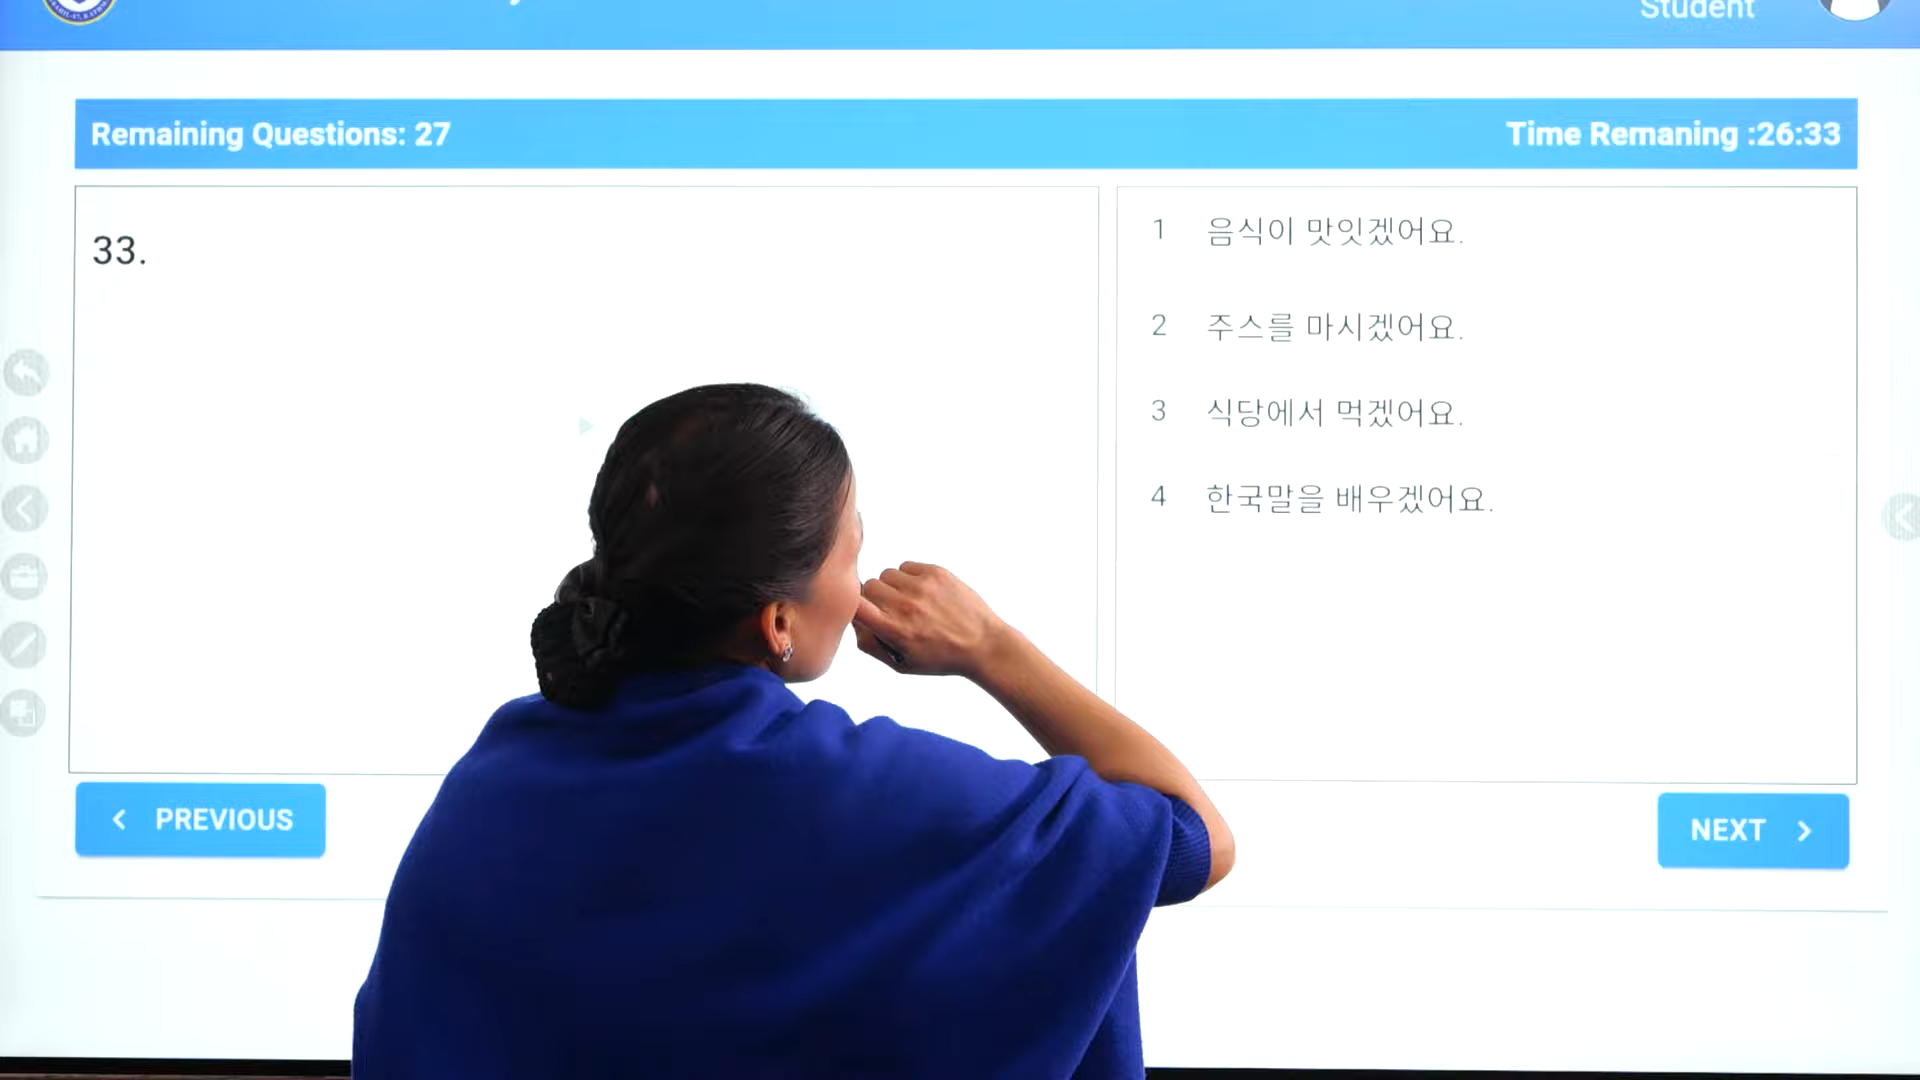 Student
Remaining Questions: 27
Time Remaning :26:33
33.
1 음식이 맛잇겠어요.
2 주스를 마시겠어요.
3 식당에서 먹겠어요.
4 한국말을 배우겠어요.
PREVIOUS
NEXT